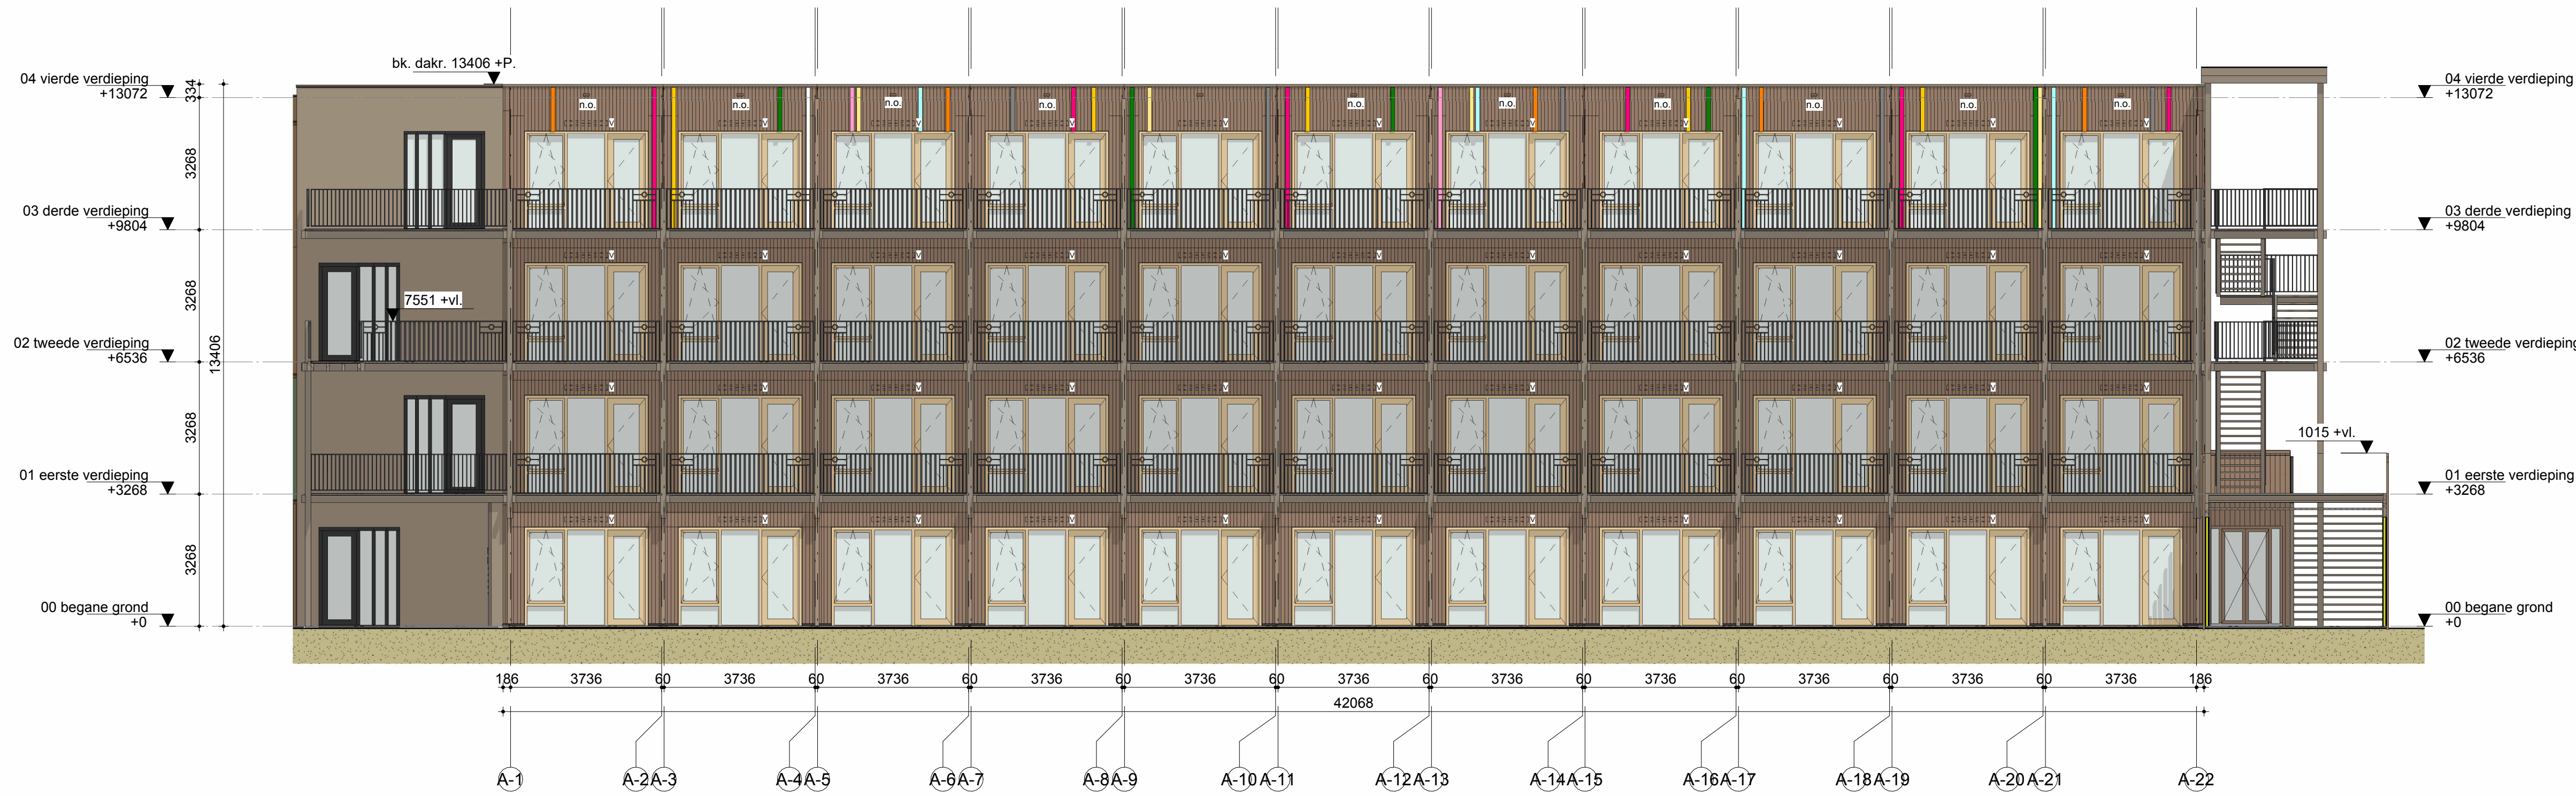 bk. dakr. 13406 +P.
04 vierde verdieping
+13072
04 vierde verdieping
+13072
334
n.o. n.o. n.o. n.o. n.o. n.o. n.o. n.o. n.o. n.o.
V V V V V V V V V V
3268
03 derde verdieping
+9804
03 derde verdieping
+9804
V V V V V V V V V V V
3268
7551 +vl.
13406
02 tweede verdieping
+6536
02 tweede verdieping
+6536
V V V V V V V V V V V
3268
1015 +vl.
01 eerste verdieping
+3268
01 eerste verdieping
+3268
V V V V V V V V V V V
3268
00 begane grond
+0
00 begane grond
+0
186 3736 60 3736 60 3736 60 3736 60 3736 60 3736 60 3736 60 3736 60 3736 60 3736 60 3736 186
42068
A-1 A-2 A-3 A-4 A-5 A-6 A-7 A-8 A-9 A-10 A-11 A-12 A-13 A-14 A-15 A-16 A-17 A-18 A-19 A-20 A-21 A-22